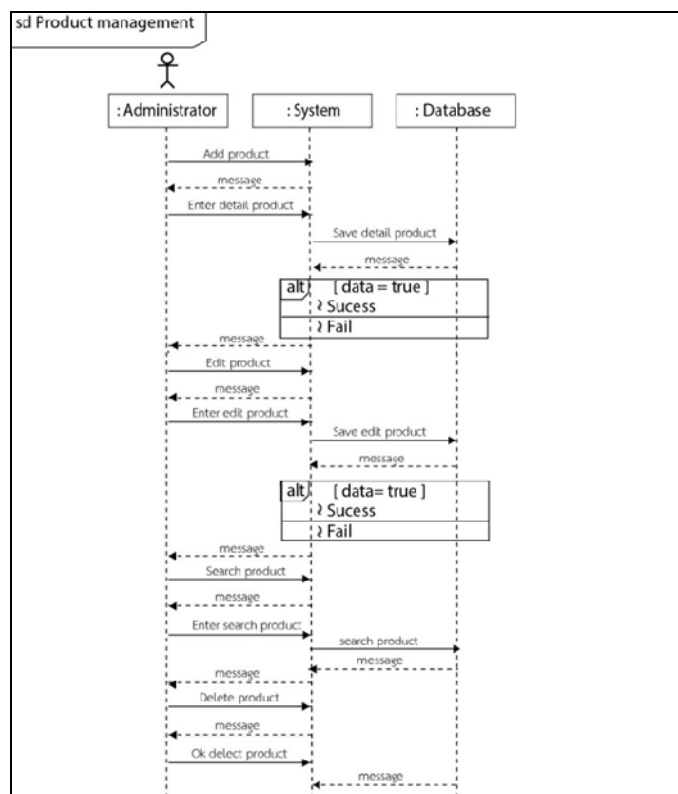 sd Product management
: Administrator
: System
: Database
Add product
message
Enter detail product
Save detail product
message
alt [ data = true ]
Sucess
Fail
message
Edit product
message
Enter edit product
Save edit product
message
alt [ data= true ]
Sucess
Fail
message
Search product
message
Enter search product
search product
message
message
Delete product
message
Ok delect product
message